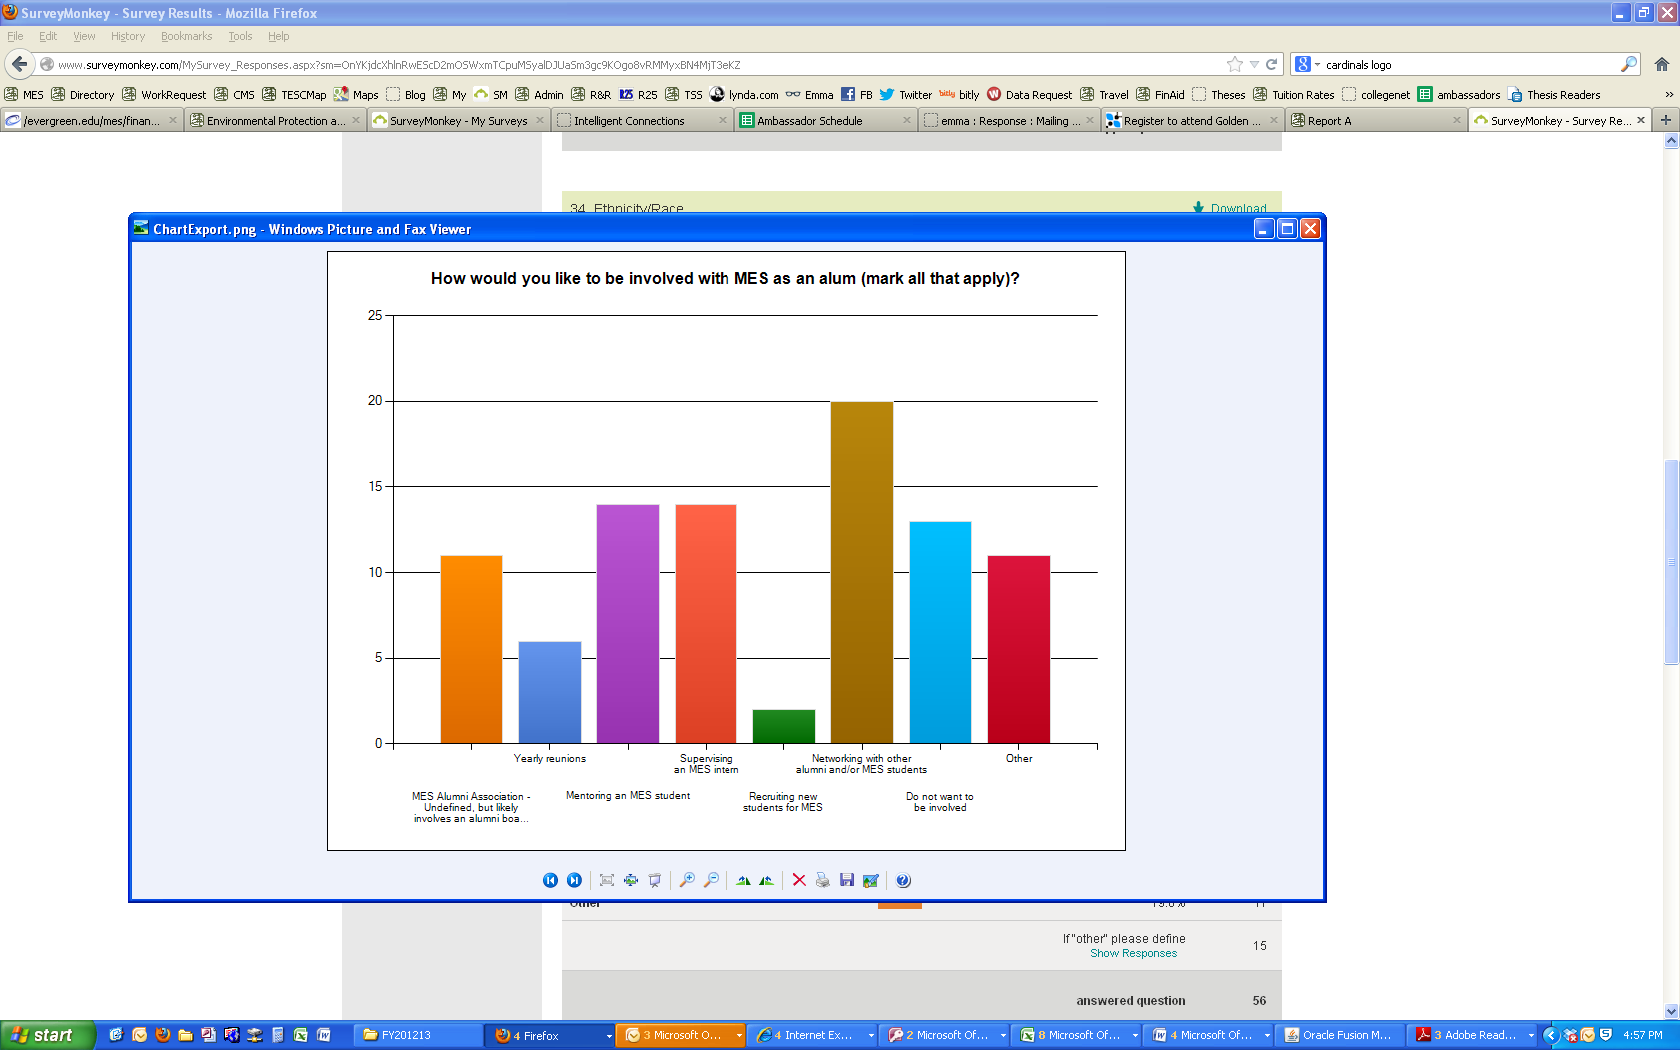 SurveyMonkey - Survey Results - Mozilla Firefox
File Edit View History Bookmarks Tools Help
cardinals logo
MES Directory WorkRequest CMS TESCMap Maps Blog My SM Admin R&R R25 TSS lynda.com Emma FB Twitter bitly Data Request Travel FinAid Theses Tuition Rates collegenet ambassadors Thesis Readers
/evergreen.edu/mes/finan... Environmental Protection a... SurveyMonkey - My Surveys Intelligent Connections Ambassador Schedule emma : Response : Mailing ... Register to attend Golden ... Report A SurveyMonkey - Survey Re...
34. Ethnicity/Race Download
ChartExport.png - Windows Picture and Fax Viewer
How would you like to be involved with MES as an alum (mark all that apply)?
25
20
15
10
5
0
Yearly reunions
Supervising
an MES intern
Networking with other
alumni and/or MES students
Other
MES Alumni Association -
Undefined, but likely
involves an alumni boa...
Mentoring an MES student
Recruiting new
students for MES
Do not want to
be involved
Other 19.6% 11
If "other" please define 15
Show Responses
answered question 56
start FY201213 4 Firefox 3 Microsoft O... 4 Internet Ex... 2 Microsoft Of... 8 Microsoft Of... 4 Microsoft Of... Oracle Fusion M... 3 Adobe Read... 4:57 PM